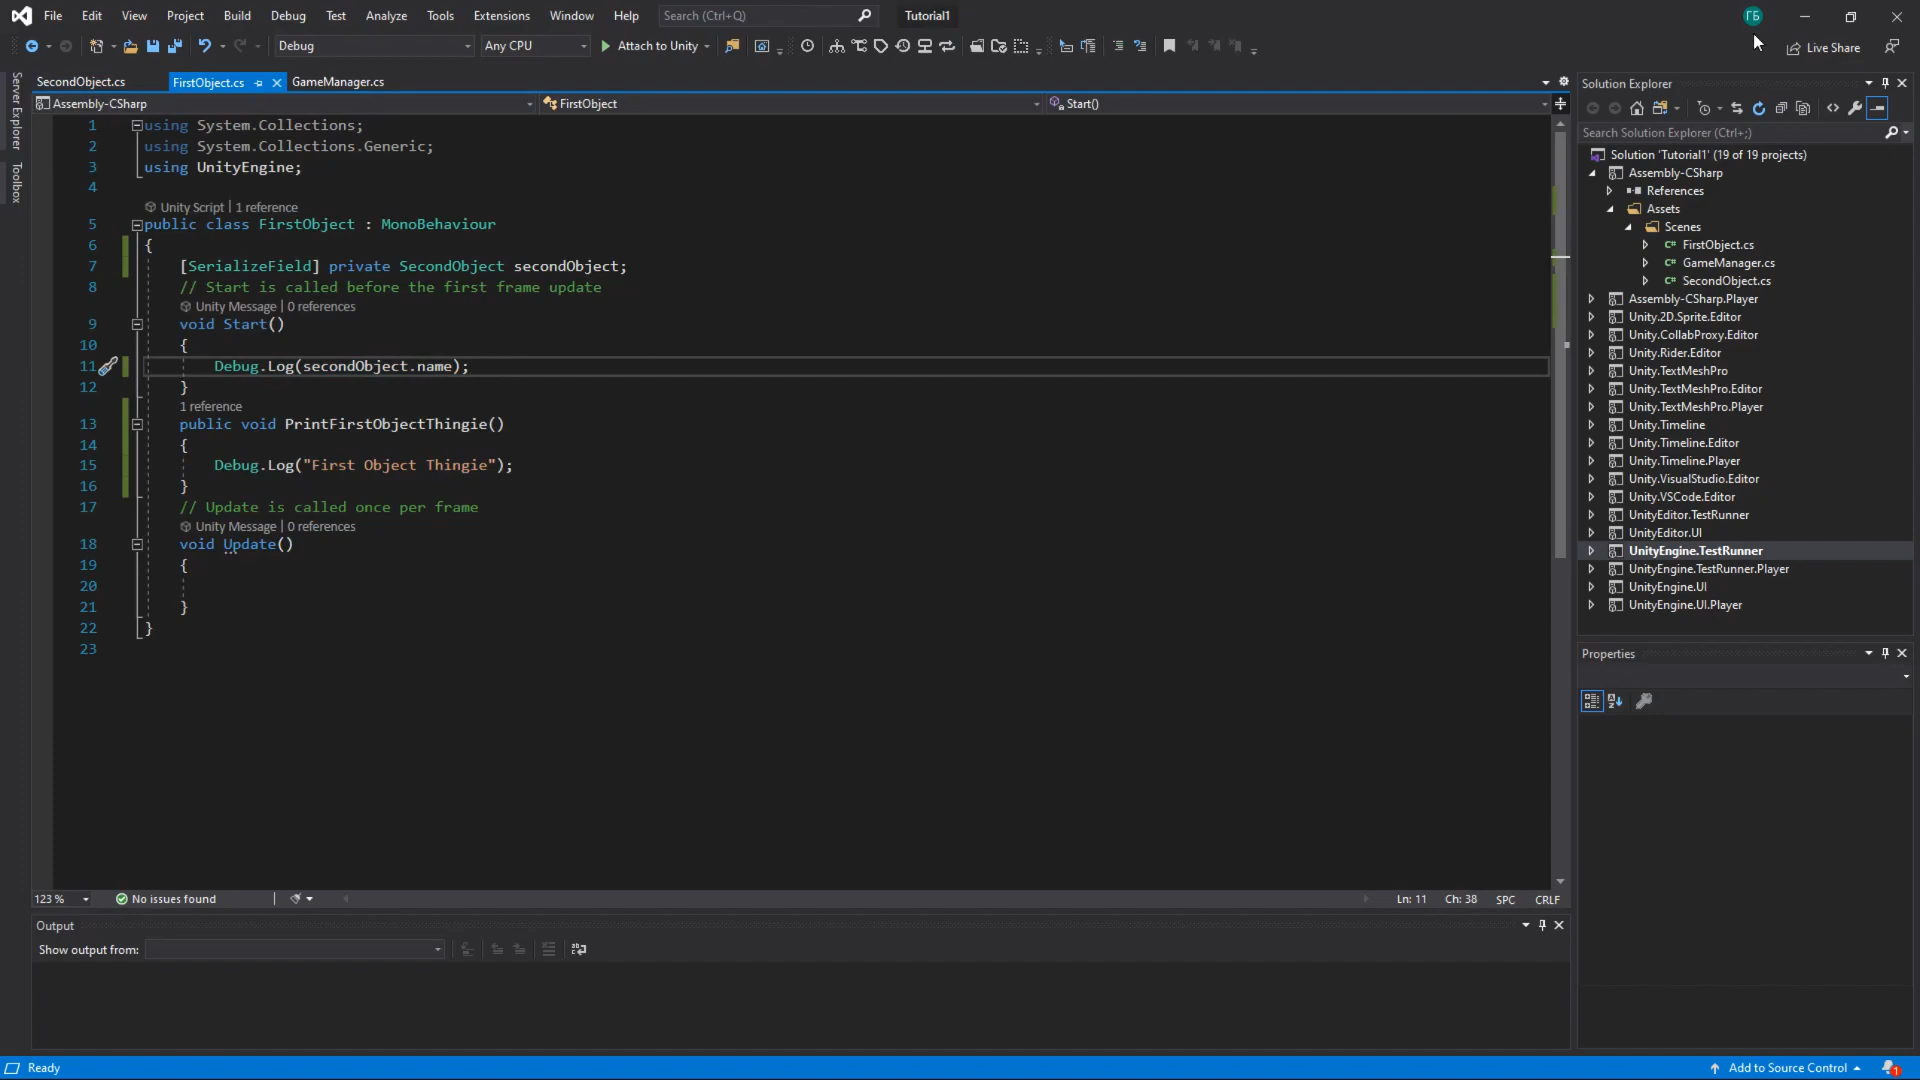 File Edit View Project Build Debug Test Analyze Tools Extensions Window Help Search (Ctrl+Q) Tutorial1 ГБ
Debug Any CPU Attach to Unity Live Share
Server Explorer
Toolbox
SecondObject.cs FirstObject.cs GameManager.cs
Assembly-CSharp FirstObject Start()
1 using System.Collections;
2 using System.Collections.Generic;
3 using UnityEngine;
4
Unity Script | 1 reference
5 public class FirstObject : MonoBehaviour
6 {
7 [SerializeField] private SecondObject secondObject;
8 // Start is called before the first frame update
Unity Message | 0 references
9 void Start()
10 {
11 Debug.Log(secondObject.name);
12 }
1 reference
13 public void PrintFirstObjectThingie()
14 {
15 Debug.Log("First Object Thingie");
16 }
17 // Update is called once per frame
Unity Message | 0 references
18 void Update()
19 {
20
21 }
22 }
23
123 % No issues found Ln: 11 Ch: 38 SPC CRLF
Output
Show output from:
Solution Explorer
Search Solution Explorer (Ctrl+;)
Solution 'Tutorial1' (19 of 19 projects)
Assembly-CSharp
References
Assets
Scenes
C# FirstObject.cs
C# GameManager.cs
C# SecondObject.cs
Assembly-CSharp.Player
Unity.2D.Sprite.Editor
Unity.CollabProxy.Editor
Unity.Rider.Editor
Unity.TextMeshPro
Unity.TextMeshPro.Editor
Unity.TextMeshPro.Player
Unity.Timeline
Unity.Timeline.Editor
Unity.Timeline.Player
Unity.VisualStudio.Editor
Unity.VSCode.Editor
UnityEditor.TestRunner
UnityEditor.UI
UnityEngine.TestRunner
UnityEngine.TestRunner.Player
UnityEngine.UI
UnityEngine.UI.Player
Properties
Ready Add to Source Control 1